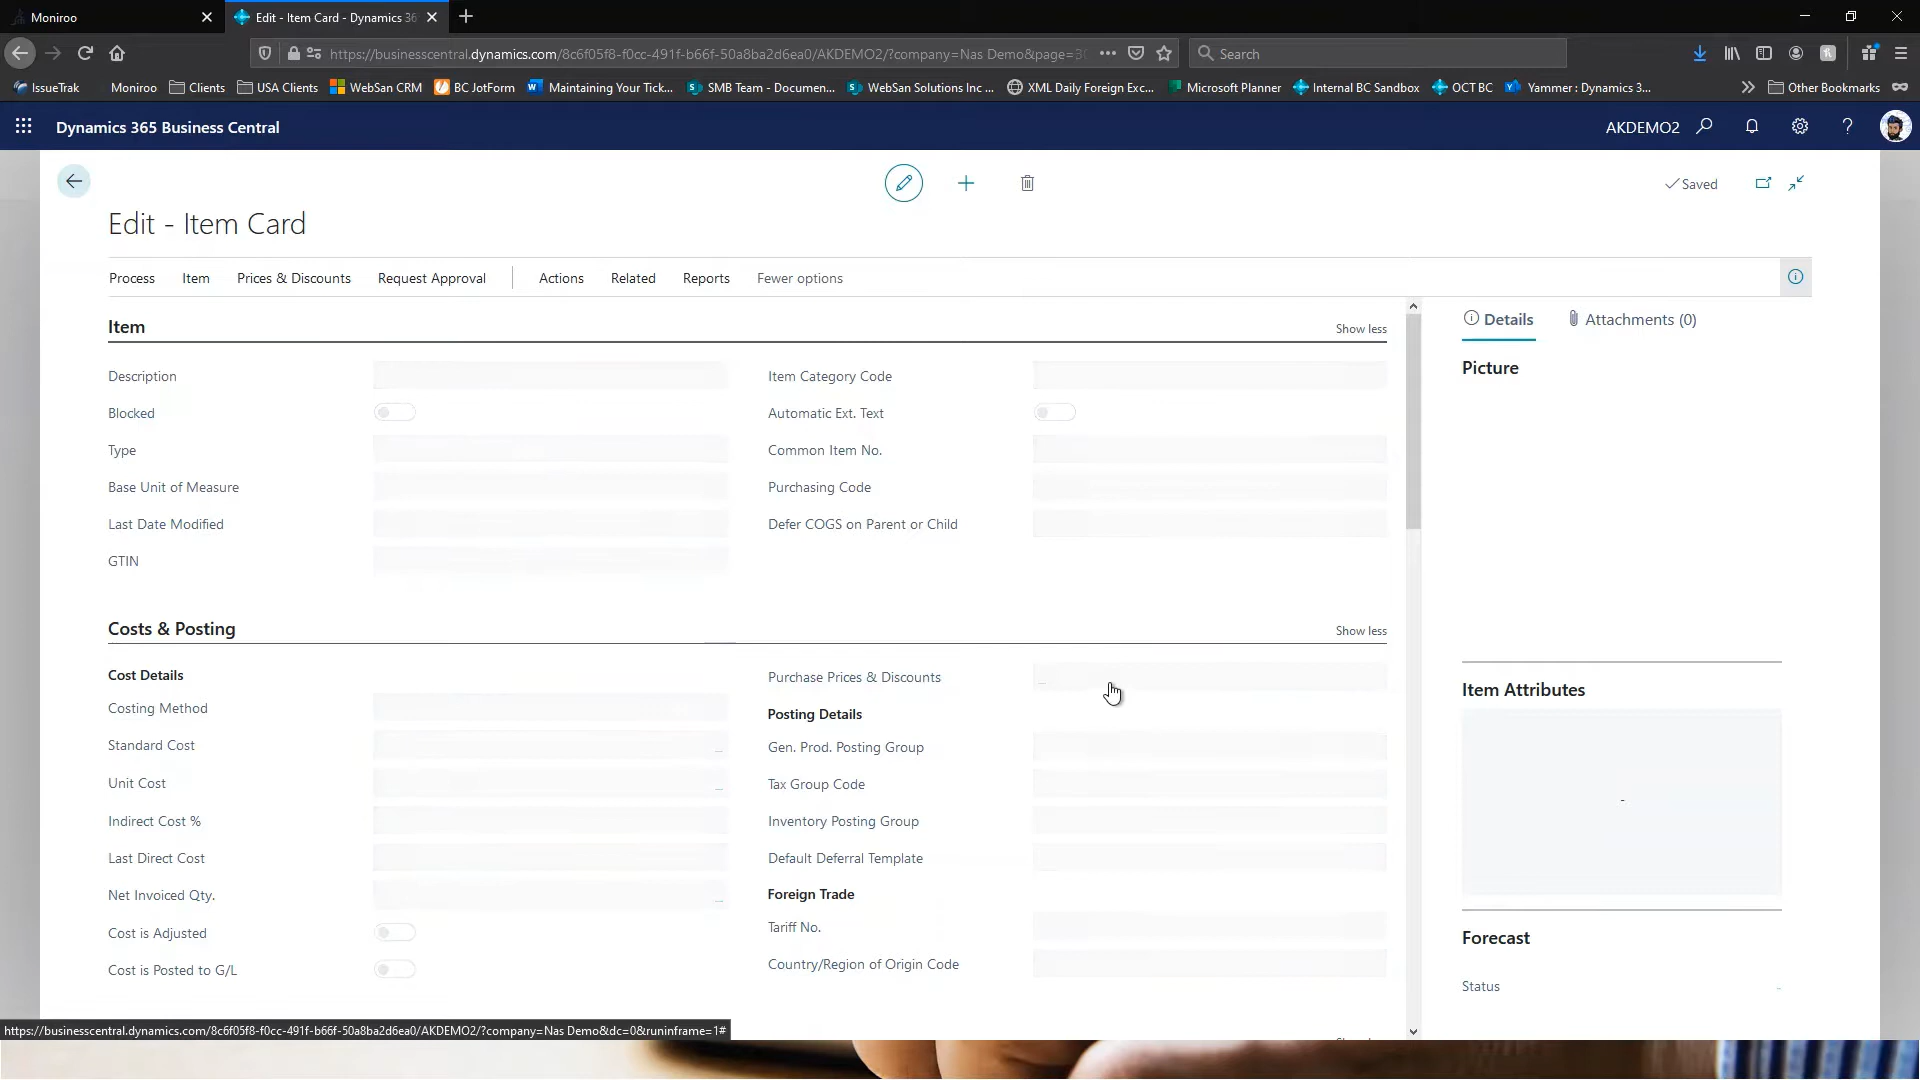 Moniroo
Edit - Item Card - Dynamics 36
https://businesscentral.dynamics.com/8c6f05f8-f0cc-491f-b66f-50a8ba2d6ea0/AKDEMO2/?company=Nas Demo&page=3
Search
IssueTrak
Moniroo
Clients
USA Clients
WebSan CRM
BC JotForm
Maintaining Your Tick...
SMB Team - Documen...
WebSan Solutions Inc ...
XML Daily Foreign Exc...
Microsoft Planner
Internal BC Sandbox
OCT BC
Yammer : Dynamics 3...
Other Bookmarks
Dynamics 365 Business Central
AKDEMO2
Saved
Edit - Item Card
Process
Item
Prices & Discounts
Request Approval
Actions
Related
Reports
Fewer options
Item
Show less
Description
Blocked
Type
Base Unit of Measure
Last Date Modified
GTIN
Item Category Code
Automatic Ext. Text
Common Item No.
Purchasing Code
Defer COGS on Parent or Child
Costs & Posting
Show less
Cost Details
Costing Method
Standard Cost
Unit Cost
Indirect Cost %
Last Direct Cost
Net Invoiced Qty.
Cost is Adjusted
Cost is Posted to G/L
Purchase Prices & Discounts
Posting Details
Gen. Prod. Posting Group
Tax Group Code
Inventory Posting Group
Default Deferral Template
Foreign Trade
Tariff No.
Country/Region of Origin Code
Details
Attachments (0)
Picture
Item Attributes
-
Forecast
Status
https://businesscentral.dynamics.com/8c6f05f8-f0cc-491f-b66f-50a8ba2d6ea0/AKDEMO2/?company=Nas Demo&dc=0&runinframe=1#